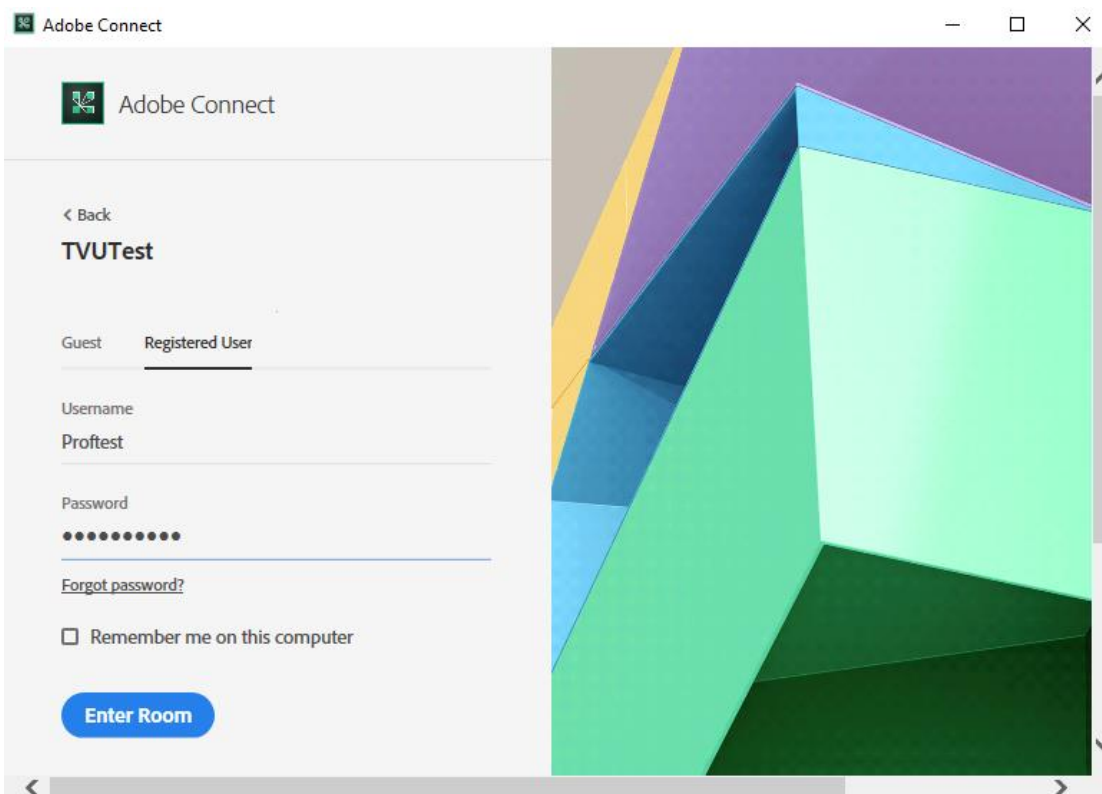 Adobe Connect
Adobe Connect
< Back
TVUTest
Guest Registered User
Username
Proftest
Password
••••••••••
Forgot password?
Remember me on this computer
Enter Room